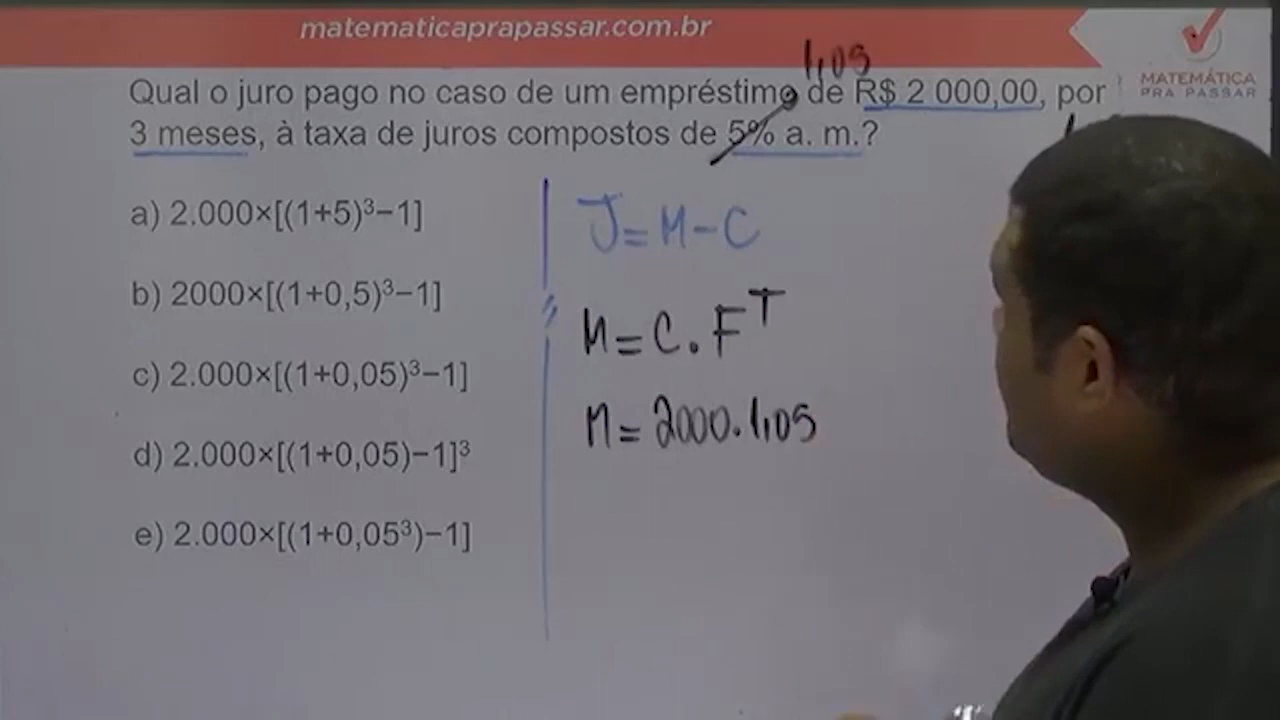 matematicaprapassar.com.br
MATEMÁTICA
PRA PASSAR
1,05
Qual o juro pago no caso de um empréstimo de R$ 2 000,00, por
3 meses, à taxa de juros compostos de 5% a. m.?
a) 2.000×[(1+5)³−1]
b) 2000×[(1+0,5)³−1]
c) 2.000×[(1+0,05)³−1]
d) 2.000×[(1+0,05)−1]³
e) 2.000×[(1+0,05³)−1]
J=M-C
M=C.F^T
M=2000.1,05